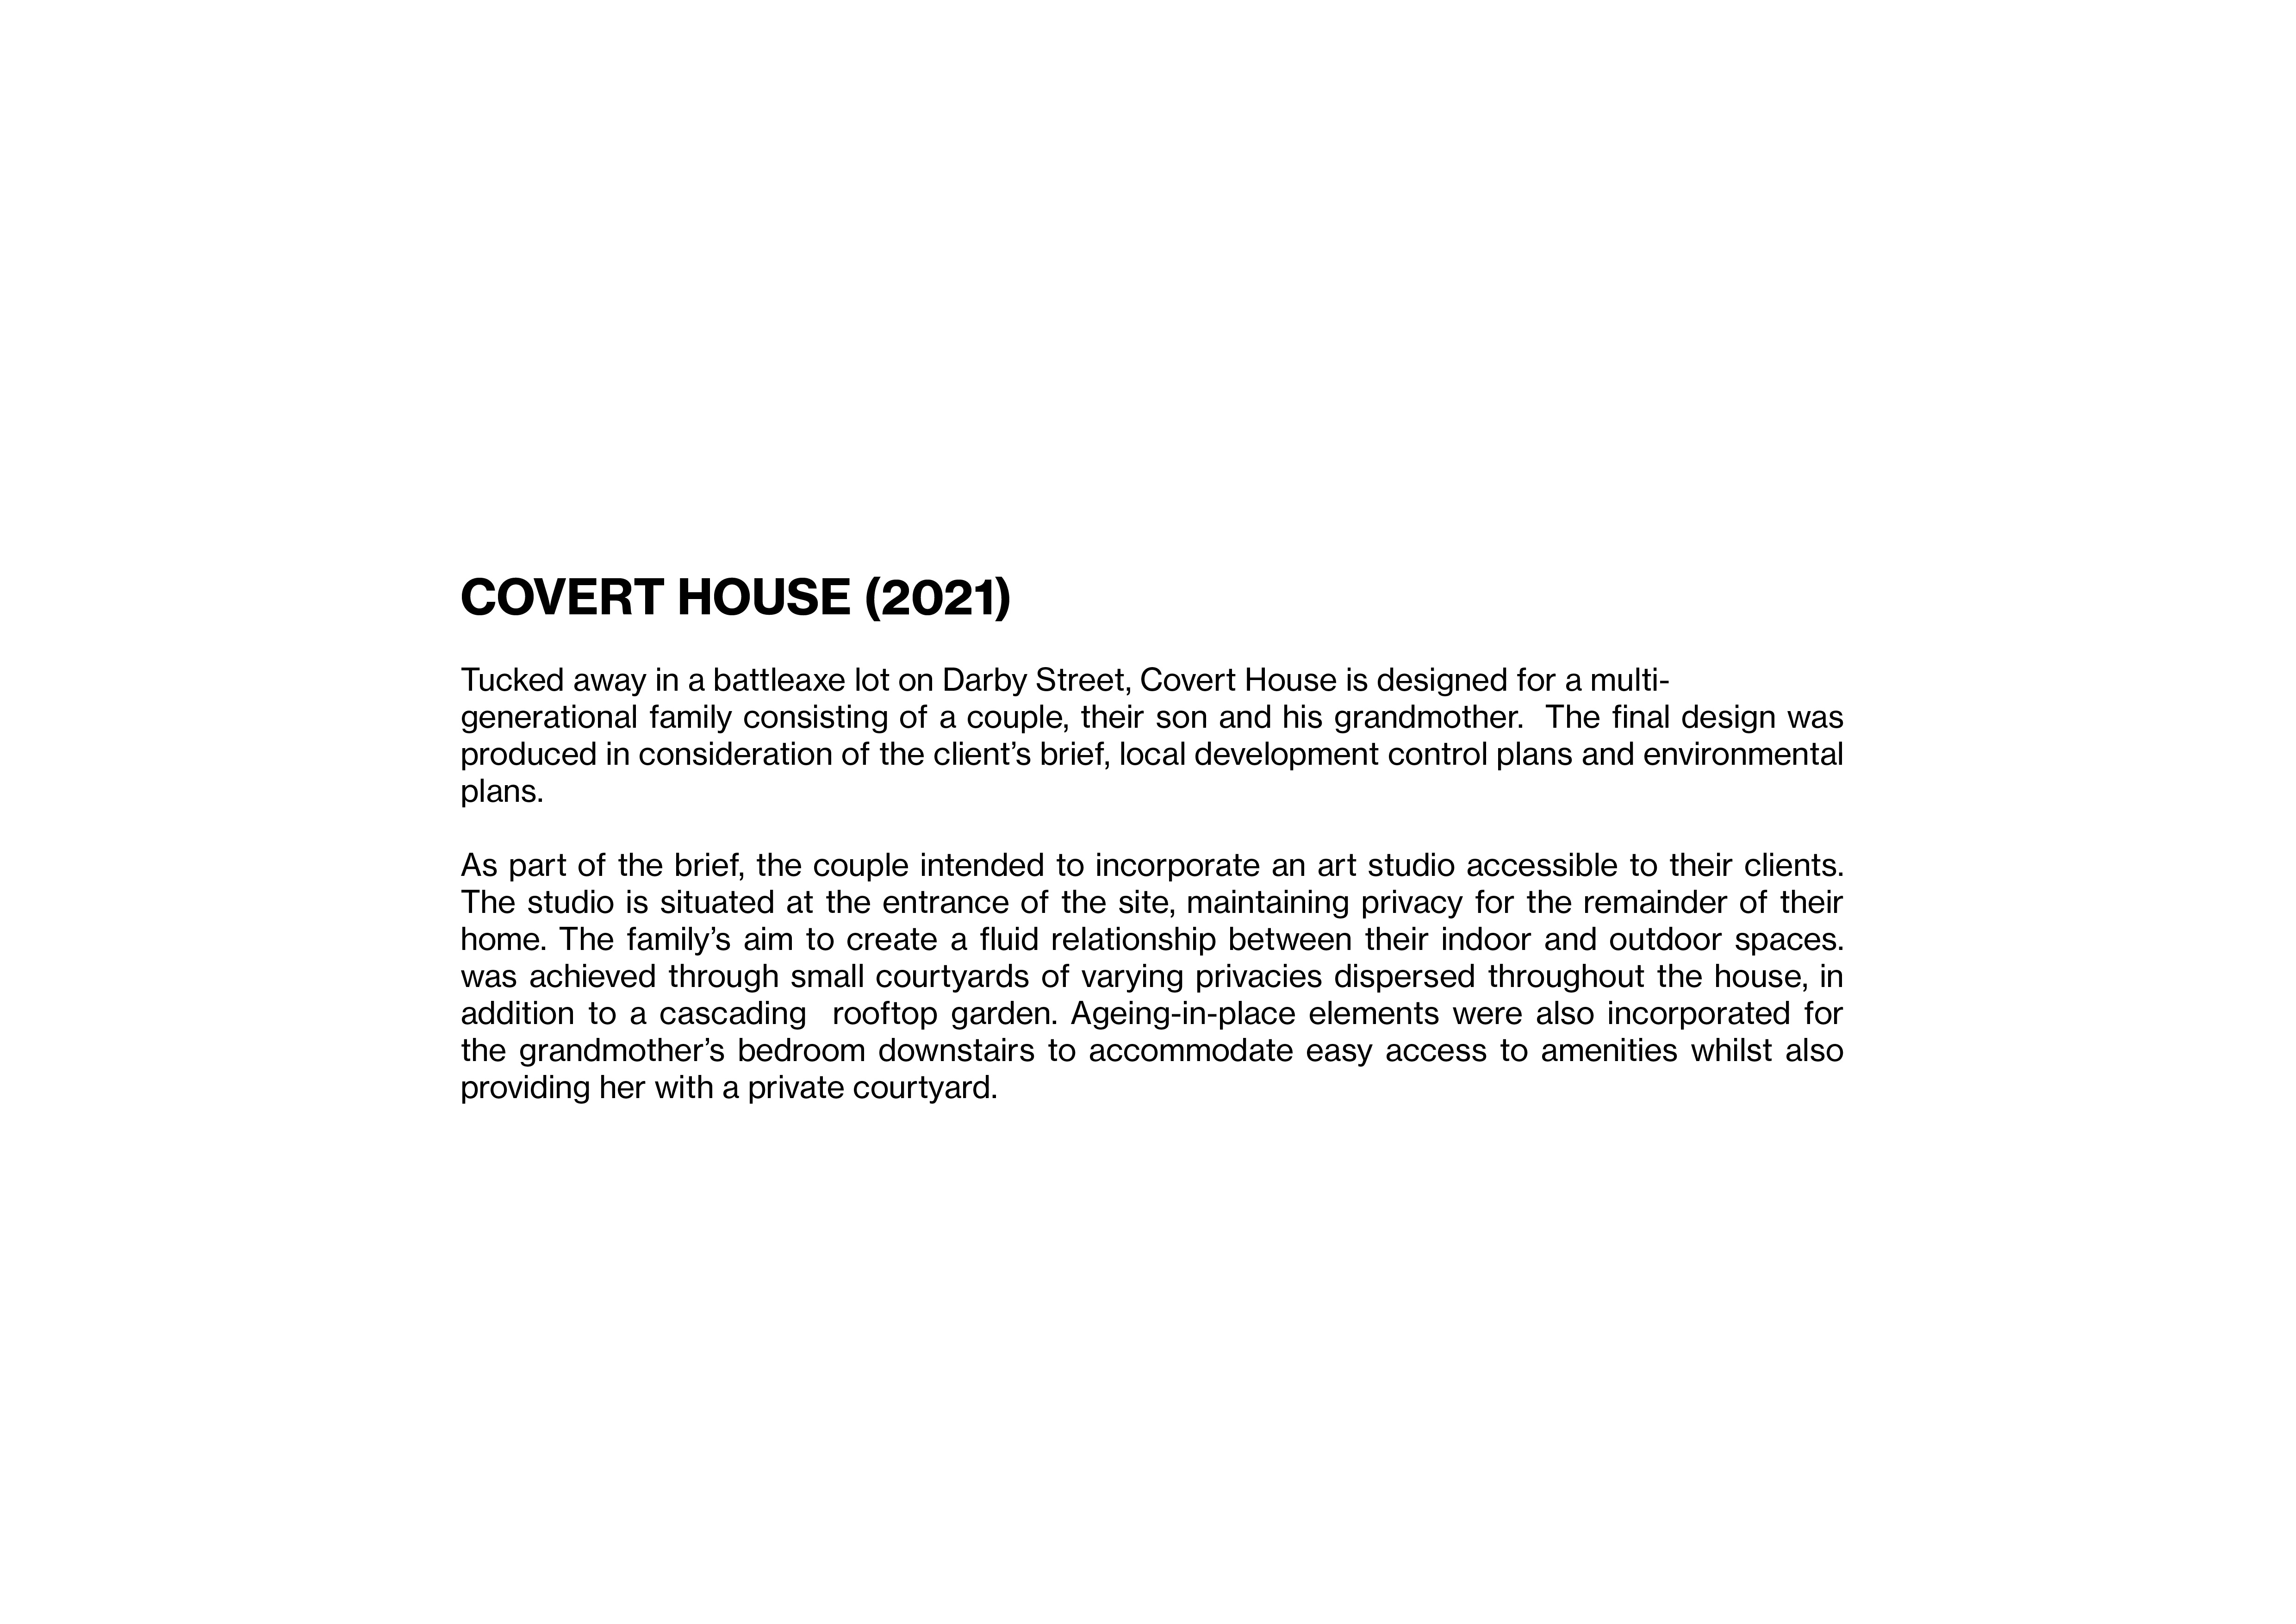 COVERT HOUSE (2021)
Tucked away in a battleaxe lot on Darby Street, Covert House is designed for a multi-
generational family consisting of a couple, their son and his grandmother.  The final design was
produced in consideration of the client’s brief, local development control plans and environmental
plans.
As part of the brief, the couple intended to incorporate an art studio accessible to their clients.
The studio is situated at the entrance of the site, maintaining privacy for the remainder of their
home. The family’s aim to create a fluid relationship between their indoor and outdoor spaces.
was achieved through small courtyards of varying privacies dispersed throughout the house, in
addition to a cascading  rooftop garden. Ageing-in-place elements were also incorporated for
the grandmother’s bedroom downstairs to accommodate easy access to amenities whilst also
providing her with a private courtyard.